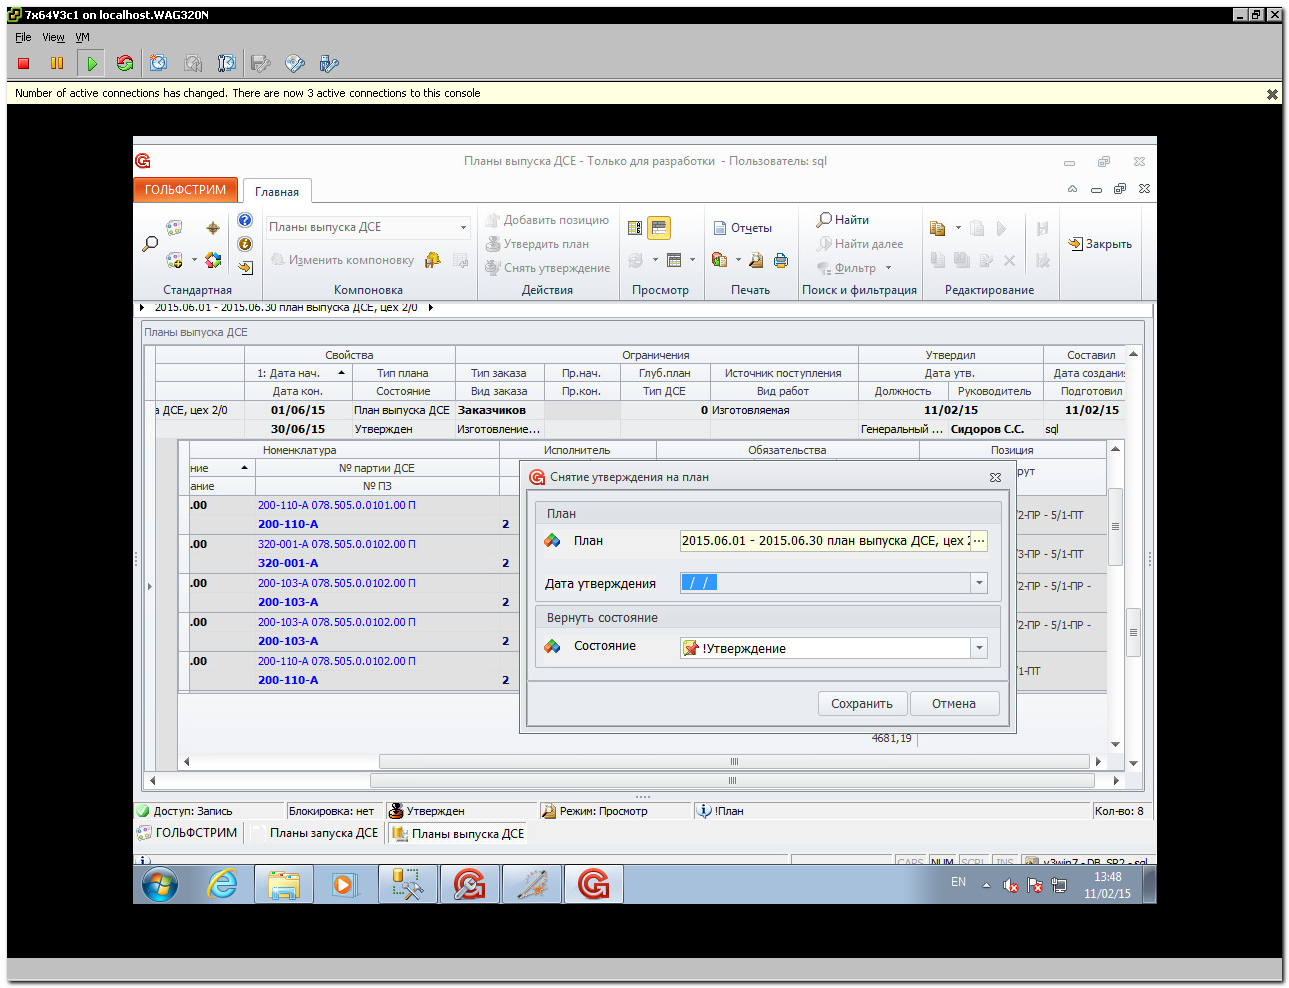 7x64V3c1 on localhost.WAG320N
File View VM
Number of active connections has changed. There are now 3 active connections to this console
Планы выпуска ДСЕ - Только для разработки - Пользователь: sql
ГОЛЬФСТРИМ Главная
Планы выпуска ДСЕ Добавить позицию Отчеты Найти
Утвердить план Найти далее Закрыть
Изменить компоновку Снять утверждение Фильтр
Стандартная Компоновка Действия Просмотр Печать Поиск и фильтрация Редактирование
2015.06.01 - 2015.06.30 план выпуска ДСЕ, цех 2/0
Планы выпуска ДСЕ
Свойства Ограничения Утвердил Составил
1: Дата нач. Тип плана Тип заказа Пр.нач. Глуб.план Источник поступления Дата утв. Дата создани
Дата кон. Состояние Вид заказа Пр.кон. Тип ДСЕ Вид работ Должность Руководитель Подготовил
а ДСЕ, цех 2/0 01/06/15 План выпуска ДСЕ Заказчиков 0 Изготовляемая 11/02/15 11/02/15
30/06/15 Утвержден Изготовление... Генеральный ... Сидоров С.С. sql
Номенклатура Исполнитель Обязательства Позиция
ние № партии ДСЕ рут
ание № ПЗ
.00 200-110-А 078.505.0.0101.00 П /2-ПР - 5/1-ПТ
200-110-А 2
.00 320-001-А 078.505.0.0102.00 П /3-ПР - 5/1-ПТ
320-001-А 2
.00 200-103-А 078.505.0.0102.00 П /2-ПР - 5/1-ПР -
200-103-А 2
.00 200-103-А 078.505.0.0102.00 П /2-ПР - 5/1-ПР -
200-103-А 2
.00 200-110-А 078.505.0.0102.00 П /1-ПТ
200-110-А 2
4681,19
Снятие утверждения на план
План
План 2015.06.01 - 2015.06.30 план выпуска ДСЕ, цех 2 ...
Дата утверждения / /
Вернуть состояние
Состояние !Утверждение
Сохранить Отмена
Доступ: Запись Блокировка: нет Утвержден Режим: Просмотр !План Кол-во: 8
ГОЛЬФСТРИМ Планы запуска ДСЕ Планы выпуска ДСЕ
CAPS NUM SCRL INS v3win7 - DB_SP2 - sql
EN 13:48
11/02/15